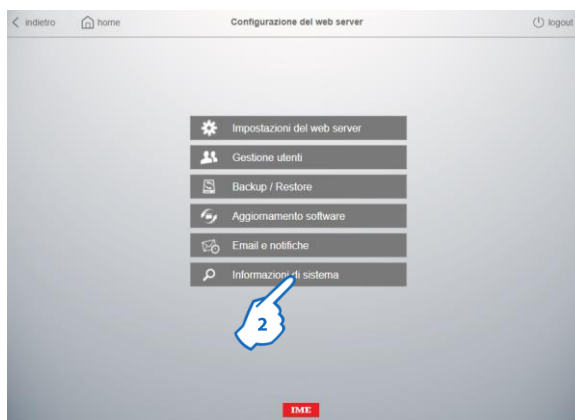 indietro home Configurazione del web server logout
Impostazioni del web server
Gestione utenti
Backup / Restore
Aggiornamento software
Email e notifiche
Informazioni di sistema
2
IME